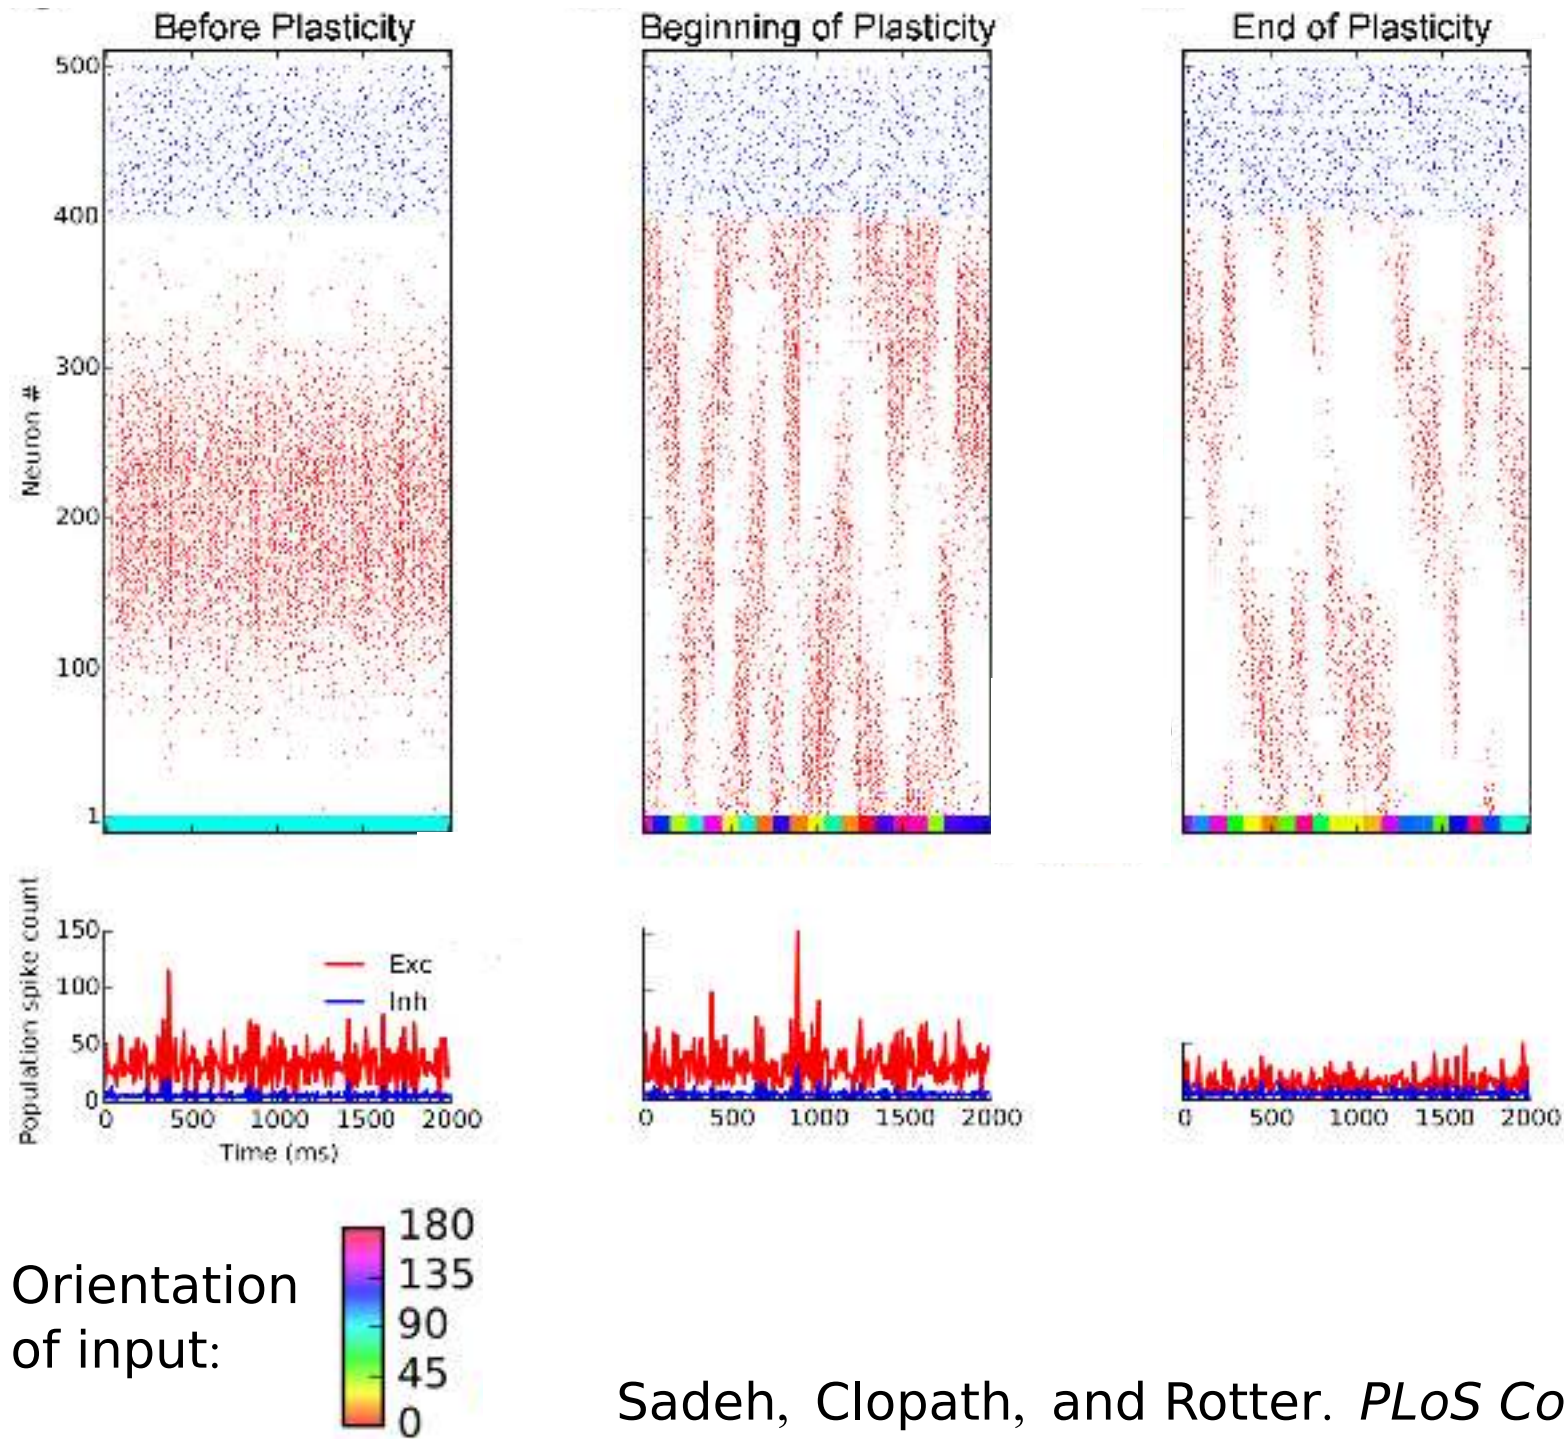 Before Plasticity
Beginning of Plasticity
End of Plasticity
500
400
300
200
100
1
Neuron #
150
100
50
0
Population spike count
Exc
Inh
0 500 1000 1500 2000
Time (ms)
0 500 1000 1500 2000
0 500 1000 1500 2000
Orientation
of input:
180
135
90
45
0
Sadeh, Clopath, and Rotter. PLoS Co